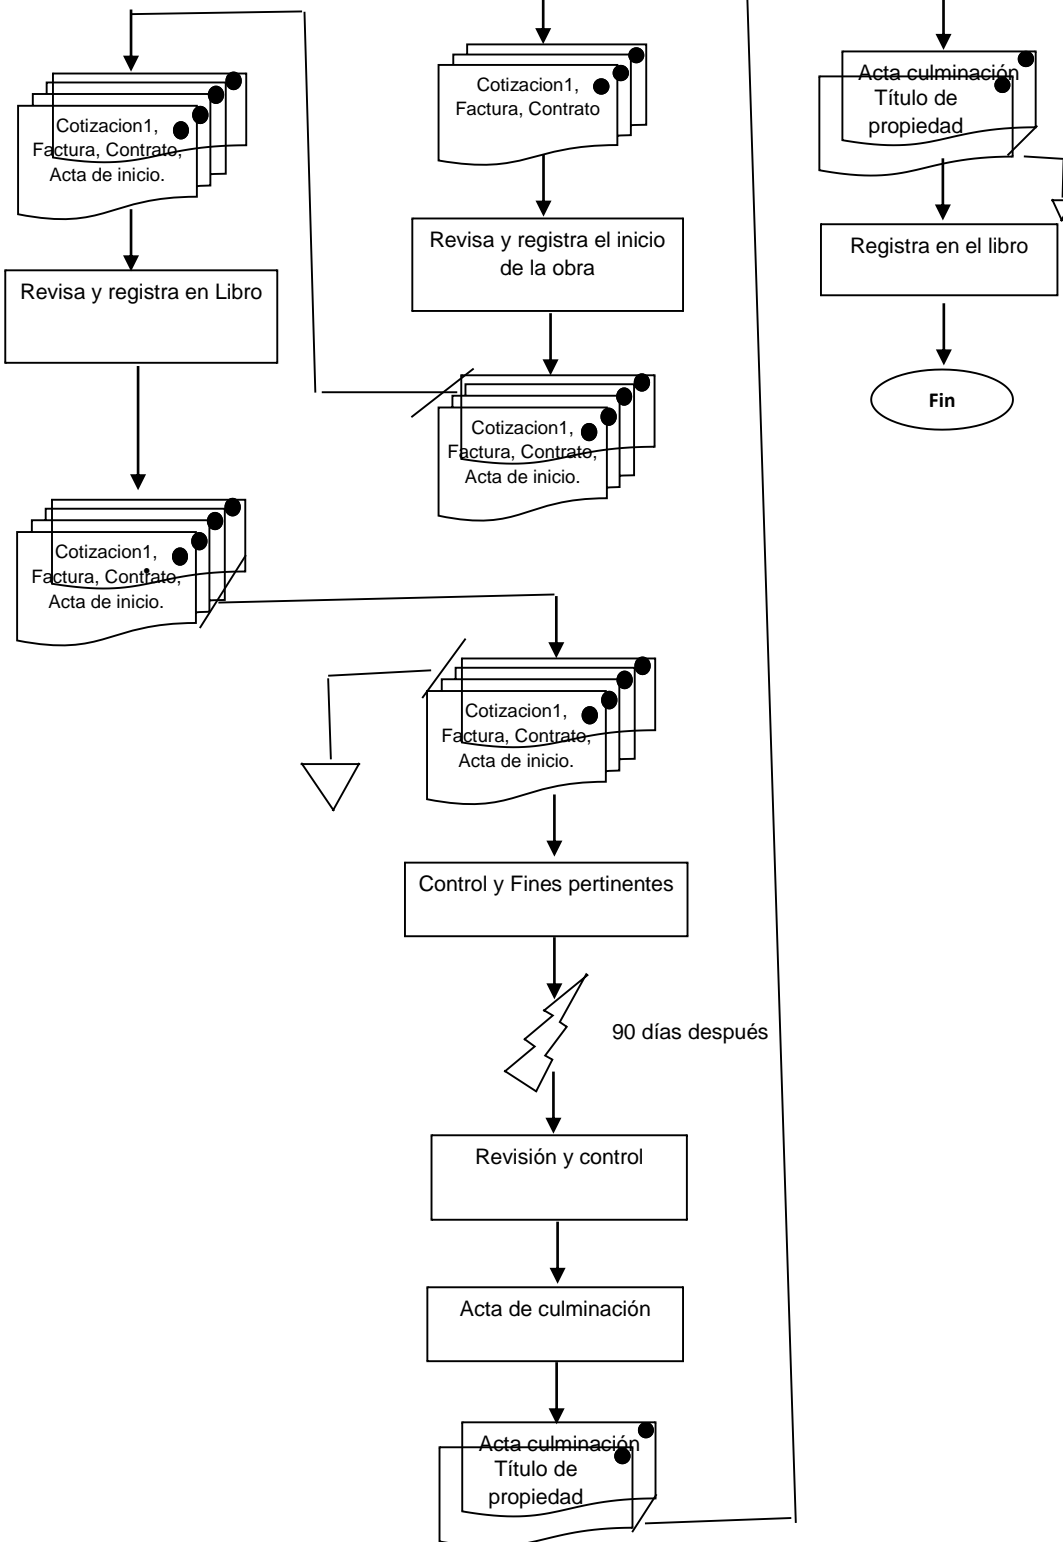 Cotizacion1,
Factura, Contrato,
Acta de inicio.
Revisa y registra en Libro
Cotizacion1,
Factura, Contrato,
Acta de inicio.
Cotizacion1,
Factura, Contrato
Revisa y registra el inicio
de la obra
Cotizacion1,
Factura, Contrato,
Acta de inicio.
Cotizacion1,
Factura, Contrato,
Acta de inicio.
Control y Fines pertinentes
90 días después
Revisión y control
Acta de culminación
Acta culminación
Título de
propiedad
Acta culminación
Título de
propiedad
Registra en el libro
Fin